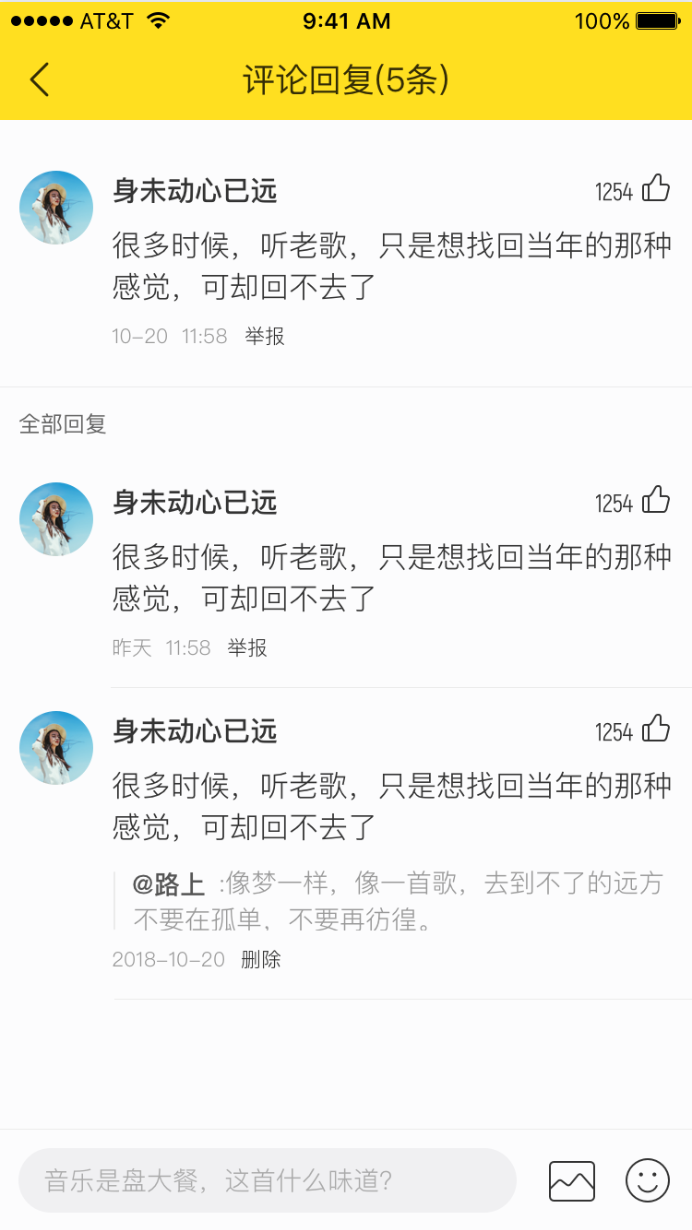 AT&T 9:41 AM 100%
评论回复(5条)
身未动心已远 1254
很多时候，听老歌，只是想找回当年的那种
感觉，可却回不去了
10-20 11:58 举报
全部回复
身未动心已远 1254
很多时候，听老歌，只是想找回当年的那种
感觉，可却回不去了
昨天 11:58 举报
身未动心已远 1254
很多时候，听老歌，只是想找回当年的那种
感觉，可却回不去了
@路上 :像梦一样，像一首歌，去到不了的远方
不要在孤单，不要再彷徨。
2018-10-20 删除
音乐是盘大餐，这首什么味道?